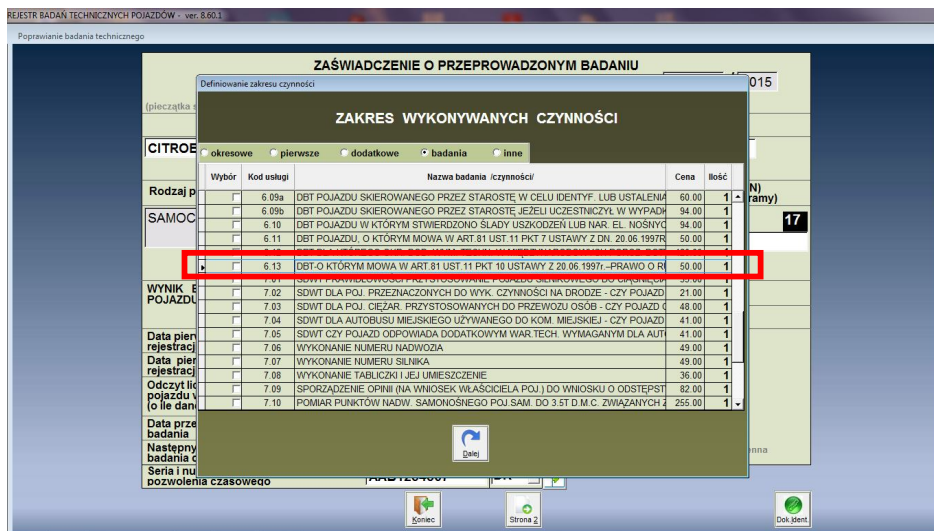 REJESTR BADAŃ TECHNICZNYCH POJAZDÓW - ver. 8.60.1
Poprawianie badania technicznego
ZAŚWIADCZENIE O PRZEPROWADZONYM BADANIU
015
(pieczątka
Definiowanie zakresu czynności
ZAKRES WYKONYWANYCH CZYNNOŚCI
CITROE
okresowe pierwsze dodatkowe badania inne
Wybór Kod usługi Nazwa badania /czynności/ Cena Ilość
Rodzaj p
N)
ramy)
SAMOC
17
6.09a DBT POJAZDU SKIEROWANEGO PRZEZ STAROSTĘ W CELU IDENTYF. LUB USTALENIA 60.00 1
6.09b DBT POJAZDU SKIEROWANEGO PRZEZ STAROSTĘ JEŻELI UCZESTNICZYŁ W WYPADK 94.00 1
6.10 DBT POJAZDU W KTÓRYM STWIERDZONO ŚLADY USZKODZEŃ LUB NAR. EL. NOŚNYC 94.00 1
6.11 DBT POJAZDU, O KTÓRYM MOWA W ART.81 UST.11 PKT 7 USTAWY Z DN. 20.06.1997R 50.00 1
6.13 DBT-O KTÓRYM MOWA W ART.81 UST.11 PKT 10 USTAWY Z 20.06.1997r.–PRAWO O 50.00 1
7.02 SDWT DLA POJ. PRZEZNACZONYCH DO WYK. CZYNNOŚCI NA DRODZE - CZY POJAZD 21.00 1
7.03 SDWT DLA POJ. CIĘŻAR. PRZYSTOSOWANYCH DO PRZEWOZU OSÓB - CZY POJAZD 48.00 1
7.04 SDWT DLA AUTOBUSU MIEJSKIEGO UŻYWANEGO DO KOM. MIEJSKIEJ - CZY POJAZD 41.00 1
7.05 SDWT CZY POJAZD ODPOWIADA DODATKOWYM WAR.TECH. WYMAGANYM DLA AUT 41.00 1
7.06 WYKONANIE NUMERU NADWOZIA 49.00 1
7.07 WYKONANIE NUMERU SILNIKA 49.00 1
7.08 WYKONANIE TABLICZKI I JEJ UMIESZCZENIE 36.00 1
7.09 SPORZĄDZENIE OPINII (NA WNIOSEK WŁAŚCICIELA POJ.) DO WNIOSKU O ODSTĘPST 82.00 1
7.10 POMIAR PUNKTÓW NADW. SAMONOŚNEGO POJ.SAM. DO 3.5T D.M.C. ZWIĄZANYCH Z 255.00 1
WYNIK
POJAZDU
Data pierw
rejestracj
Data pier
rejestracj
Odczyt lic
pojazdu w
(o ile dan
Data prze
badania
Następny
badania
Dalej
enna
Seria i nu
pozwolenia czasowego
Koniec
Strona 2
Dok.Ident.